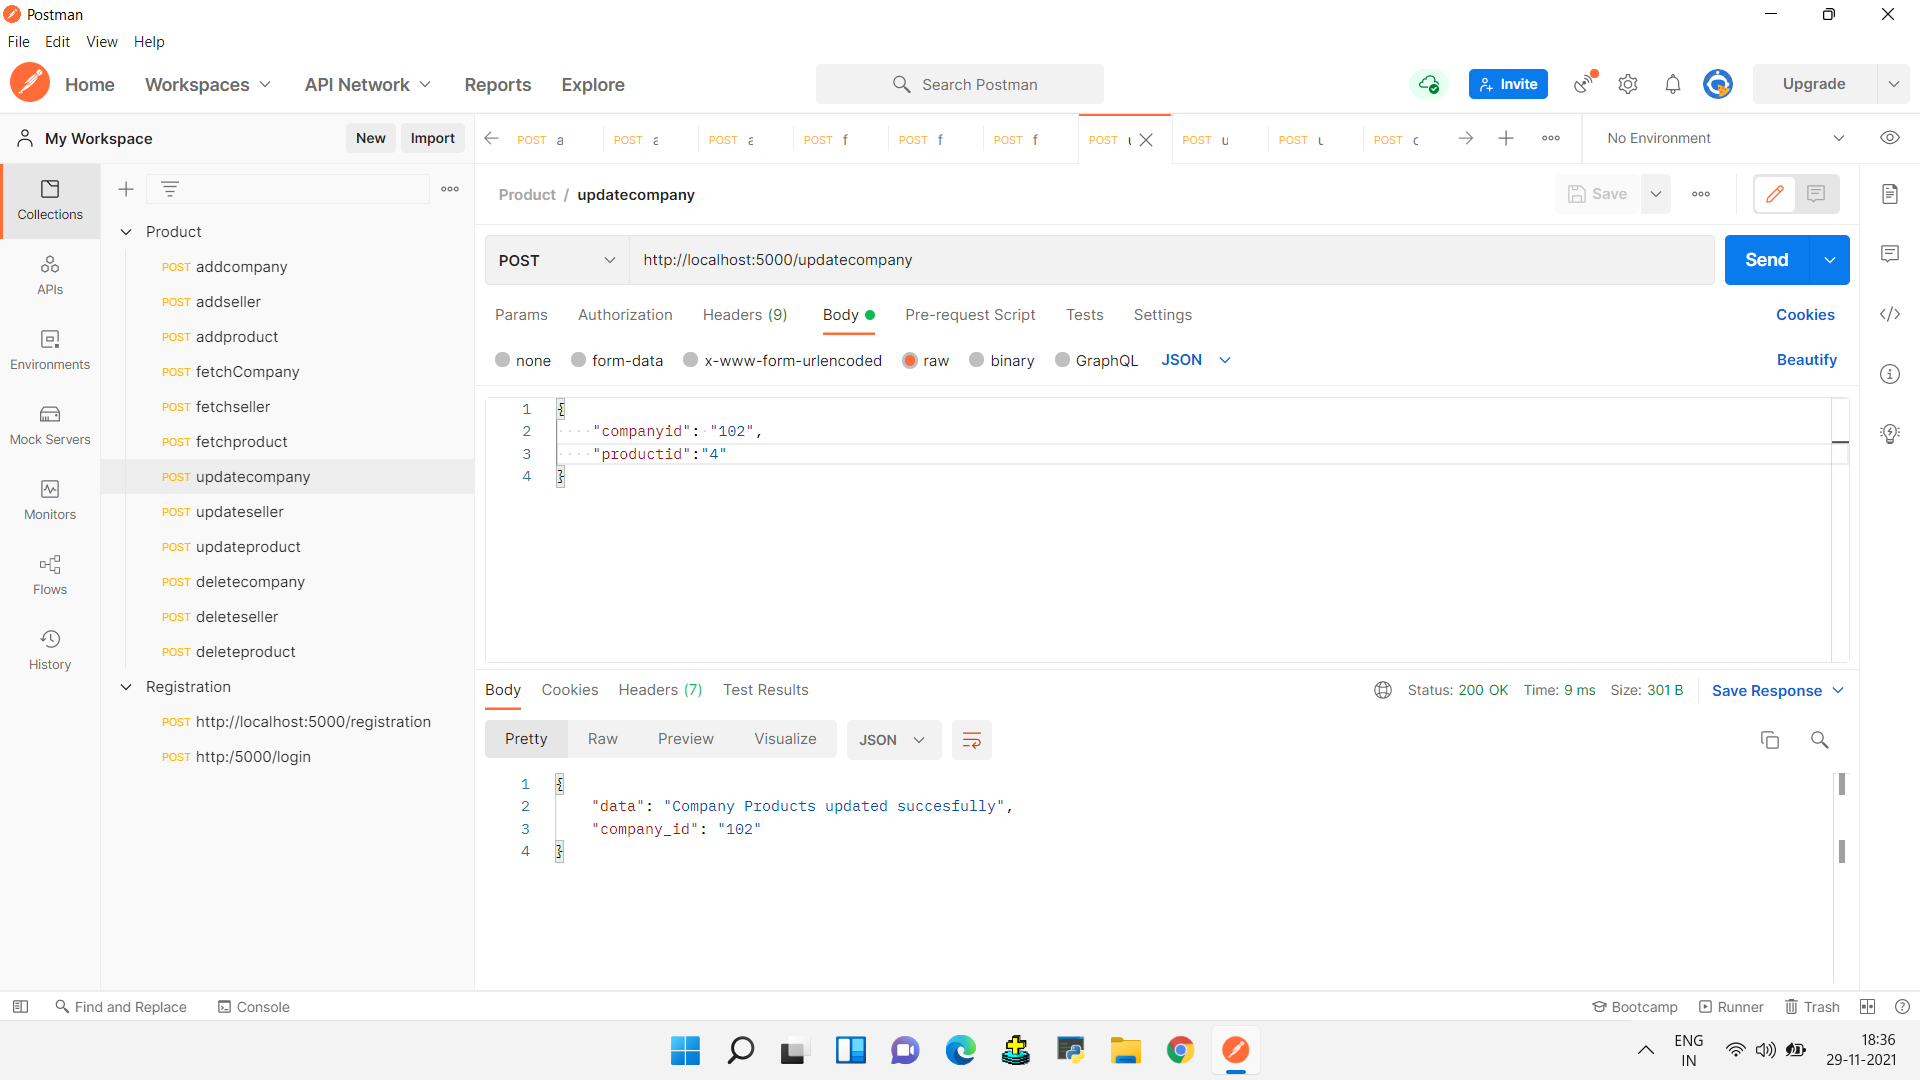 Postman
File Edit View Help
Home Workspaces API Network Reports Explore
Search Postman
Invite
Upgrade
My Workspace
New Import
POST a POST a POST a POST f POST f POST f POST u POST u POST u POST c
No Environment
Collections
APIs
Environments
Mock Servers
Monitors
Flows
History
Product
POST addcompany
POST addseller
POST addproduct
POST fetchCompany
POST fetchseller
POST fetchproduct
POST updatecompany
POST updateseller
POST updateproduct
POST deletecompany
POST deleteseller
POST deleteproduct
Registration
POST http://localhost:5000/registration
POST http:/5000/login
Product / updatecompany
Save
POST http://localhost:5000/updatecompany
Send
Params Authorization Headers (9) Body Pre-request Script Tests Settings
Cookies
none form-data x-www-form-urlencoded raw binary GraphQL JSON
Beautify
1 {
2 "companyid": "102",
3 "productid":"4"
4 }
Body Cookies Headers (7) Test Results
Status: 200 OK Time: 9 ms Size: 301 B Save Response
Pretty Raw Preview Visualize JSON
1 {
2 "data": "Company Products updated succesfully",
3 "company_id": "102"
4 }
Find and Replace Console
Bootcamp Runner Trash
ENG
IN
18:36
29-11-2021